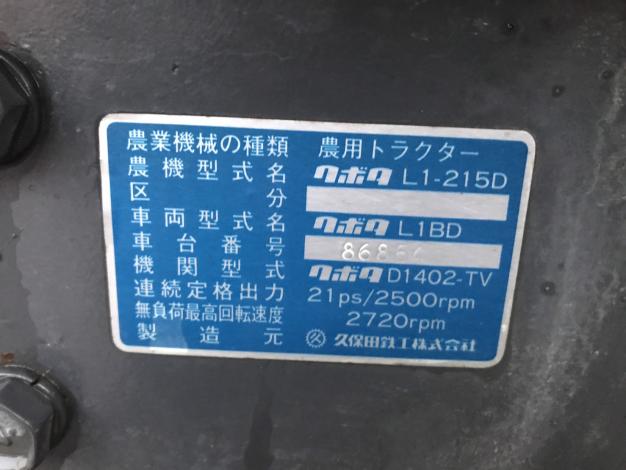 農業機械の種類 農用トラクター
農機型式名 クボタ L1-215D
区分
車両型式名 クボタ L1BD
車台番号
機関型式 クボタ D1402-TV
連続定格出力 21ps/2500rpm
無負荷最高回転速度 2720rpm
製造元 久保田鉄工株式会社